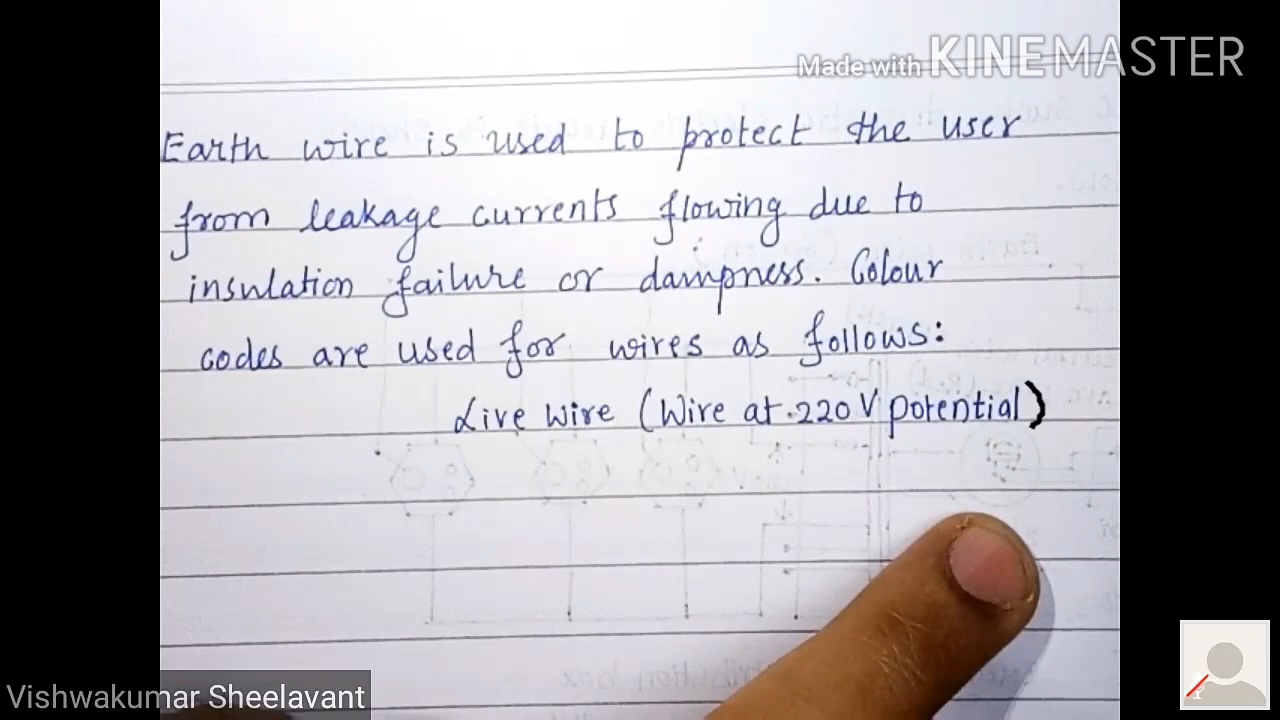 Made with KINEMASTER
Earth wire is used to protect the user
from leakage currents flowing due to
insulation failure or dampness. Colour
codes are used for wires as follows:
Live wire (Wire at 220 V potential)
Vishwakumar Sheelavant